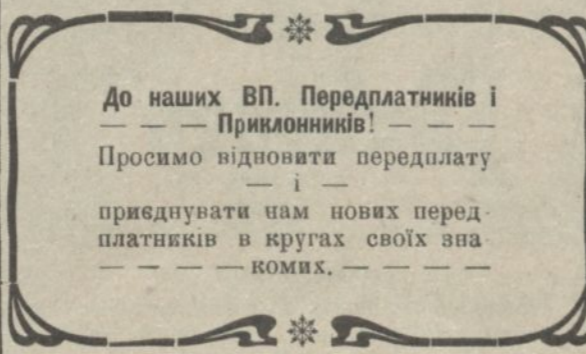 До наших ВП. Передплатників і
— — — Приклонників! — — —
Просимо відновити передплату
— і —
приєднувати нам нових перед-
платників в кругах своїх зна-
— — — — комих. — — — —